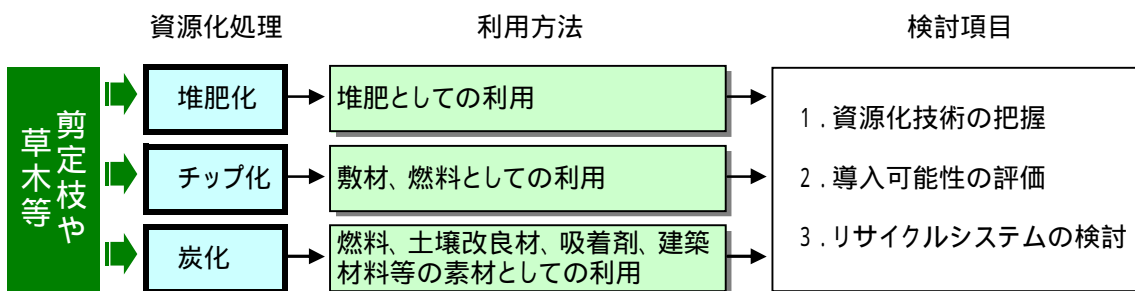 資源化処理
利用方法
検討項目
剪定枝や
草木等
堆肥化
堆肥としての利用
チップ化
敷材、燃料としての利用
炭化
燃料、土壌改良材、吸着剤、建築
材料等の素材としての利用
1．資源化技術の把握
2．導入可能性の評価
3．リサイクルシステムの検討